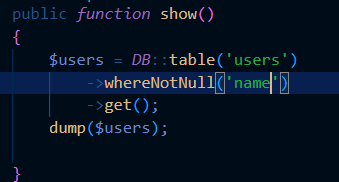 public function show()
{
$users = DB::table('users')
->whereNotNull('name')
->get();
dump($users);
}